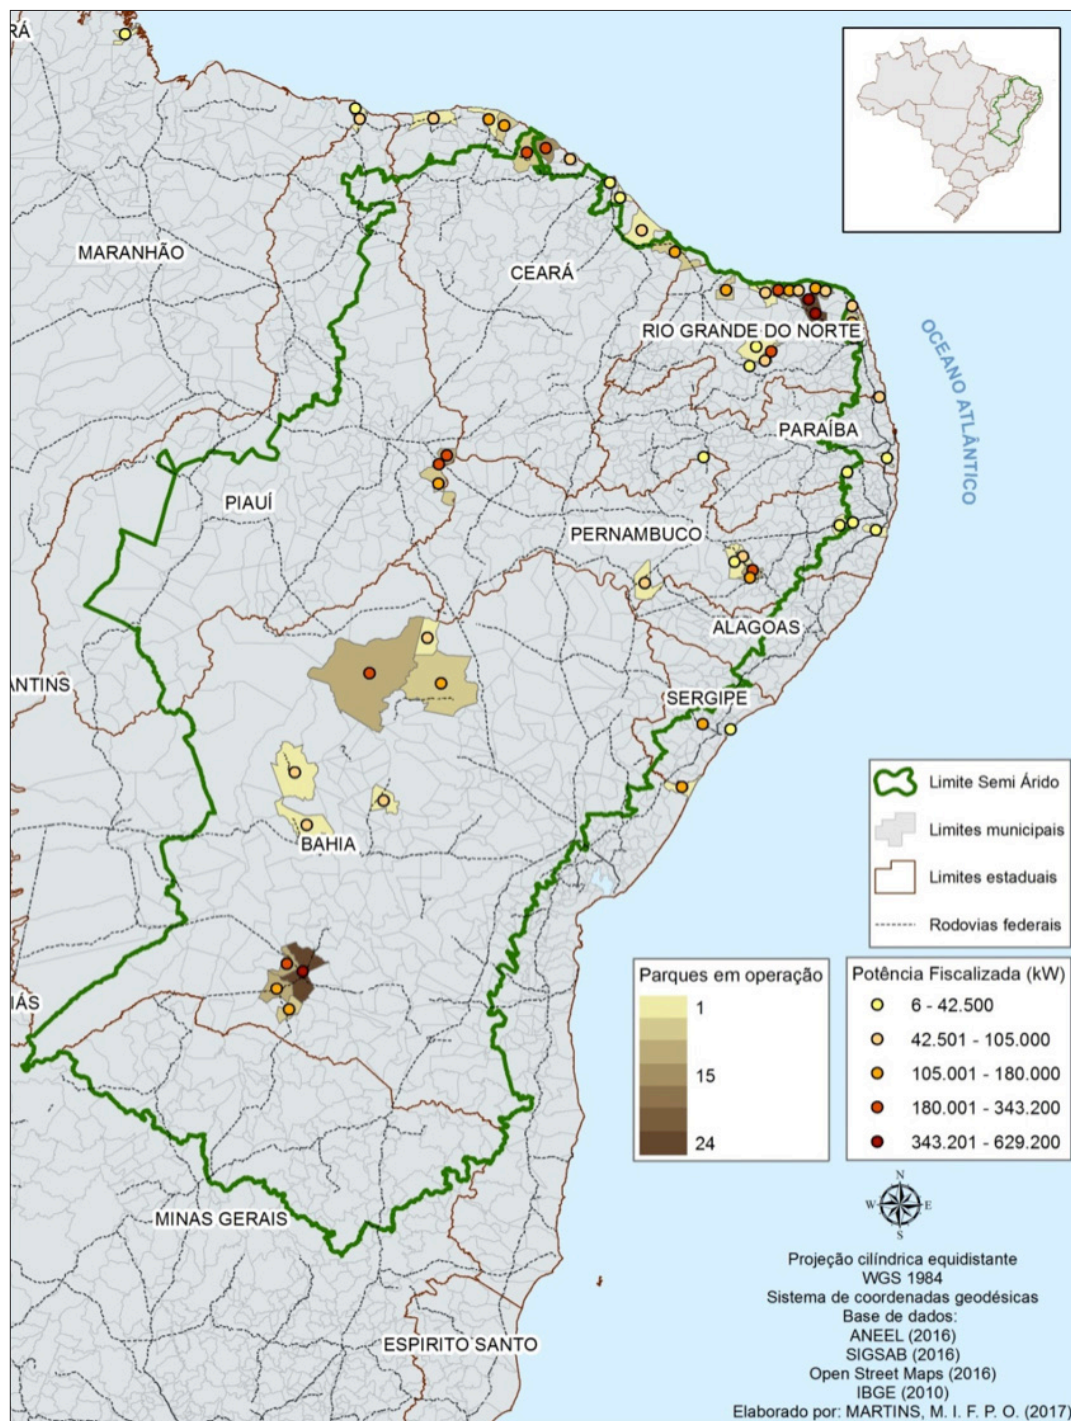 RÁ
MARANHÃO
CEARÁ
RIO GRANDE DO NORTE
OCEANO ATLÂNTICO
PARAÍBA
PIAUÍ
PERNAMBUCO
ALAGOAS
ANTINS
SERGIPE
BAHIA
IÁS
MINAS GERAIS
ESPIRITO SANTO
Limite Semi Árido
Limites municipais
Limites estaduais
Rodovias federais
Parques em operação
1
15
24
Potência Fiscalizada (kW)
6 - 42.500
42.501 - 105.000
105.001 - 180.000
180.001 - 343.200
343.201 - 629.200
N
W E
S
Projeção cilíndrica equidistante
WGS 1984
Sistema de coordenadas geodésicas
Base de dados:
ANEEL (2016)
SIGSAB (2016)
Open Street Maps (2016)
IBGE (2010)
Elaborado por: MARTINS, M. I. F. P. O. (2017)